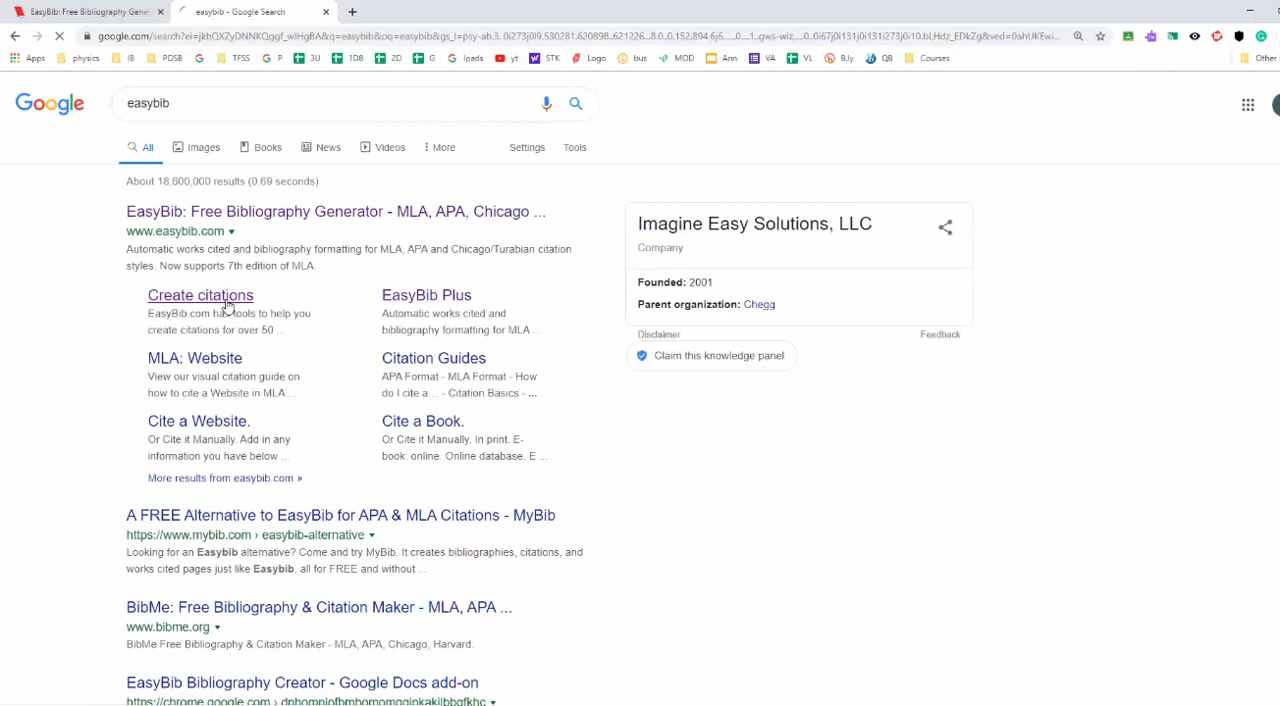 EasyBib: Free Bibliography Gene
easybib - Google Search
google.com/search?
Apps physics IB PDSB G TFSS G P 3U 1D8 2D G Ipads yt STK Logo bus MOD Ann VA VL B.ly QB Courses Other
Google
easybib
All Images Books News Videos More Settings Tools
About 18,600,000 results (0.69 seconds)
EasyBib: Free Bibliography Generator - MLA, APA, Chicago ...
www.easybib.com
Automatic works cited and bibliography formatting for MLA, APA and Chicago/Turabian citation
styles. Now supports 7th edition of MLA.
Create citations
EasyBib.com has tools to help you
create citations for over 50 ...
EasyBib Plus
Automatic works cited and
bibliography formatting for MLA ...
MLA: Website
View our visual citation guide on
how to cite a Website in MLA ...
Citation Guides
APA Format - MLA Format - How
do I cite a... - Citation Basics - ...
Cite a Website.
Or Cite it Manually. Add in any
information you have below ...
Cite a Book.
Or Cite it Manually. In print. E-
book: online. Online database. E ...
More results from easybib.com »
A FREE Alternative to EasyBib for APA & MLA Citations - MyBib
https://www.mybib.com › easybib-alternative
Looking for an Easybib alternative? Come and try MyBib. It creates bibliographies, citations, and
works cited pages just like Easybib, all for FREE and without ...
BibMe: Free Bibliography & Citation Maker - MLA, APA ...
www.bibme.org
BibMe Free Bibliography & Citation Maker - MLA, APA, Chicago, Harvard.
EasyBib Bibliography Creator - Google Docs add-on
https://chrome.google.com ›
Imagine Easy Solutions, LLC
Company
Founded: 2001
Parent organization: Chegg
Disclaimer
Feedback
Claim this knowledge panel